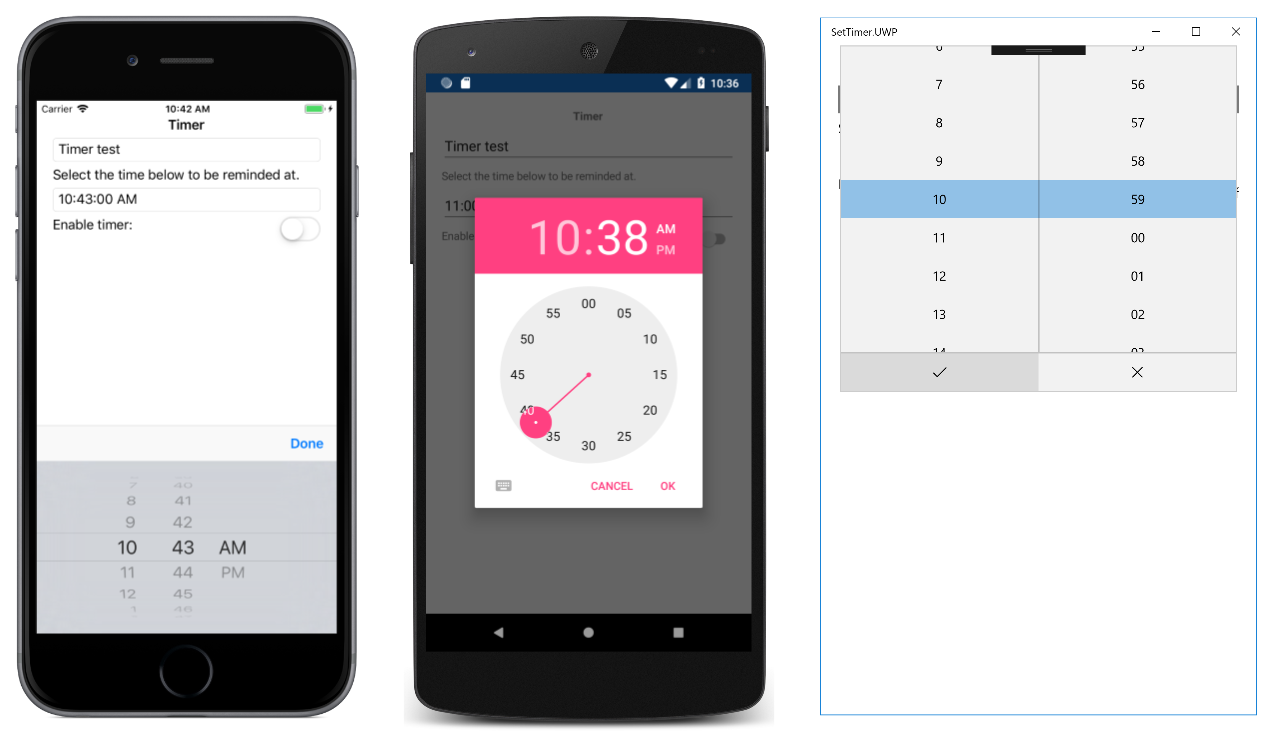 Carrier 10:42 AM
Timer
Timer test
Select the time below to be reminded at.
10:43:00 AM
Enable timer:
Done
7 40
8 41
9 42
10 43 AM
11 44 PM
12 45
1 46
10:36
Timer
Timer test
Select the time below to be reminded at.
11:00
Enable
10:38 AM
PM
00
55 05
50 10
45 15
40 20
35 25
30
CANCEL OK
SetTimer.UWP
6 55
7 56
8 57
9 58
10 59
11 00
12 01
13 02
14 03